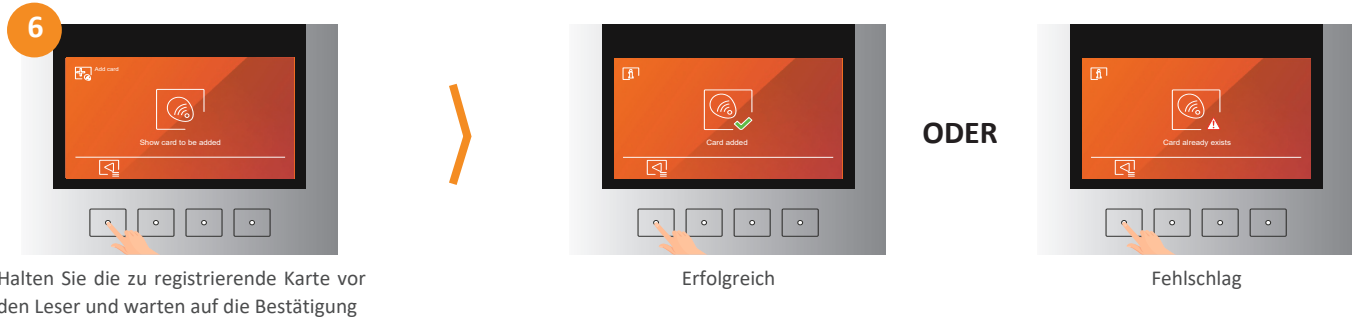 6
Add card
Show card to be added
Card added
ODER
Card already exists
Halten Sie die zu registrierende Karte vor
den Leser und warten auf die Bestätigung
Erfolgreich
Fehlschlag